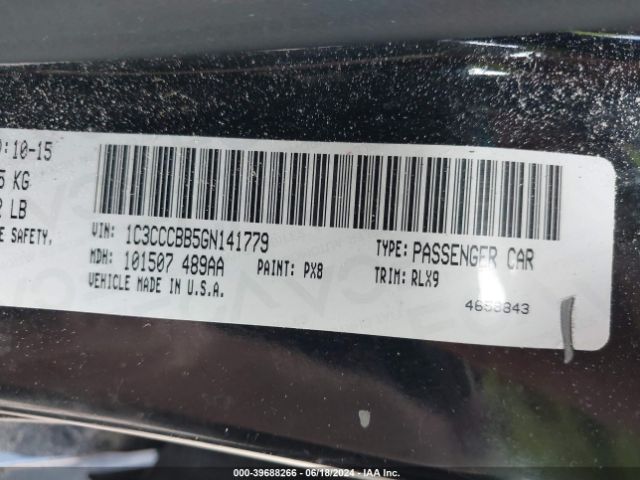 :10-15
5 KG
LB
E SAFETY.
VIN: 1C3CCCBB5GN141779
TYPE: PASSENGER CAR
MDH: 101507 489AA PAINT: PX8
TRIM: RLX9
VEHICLE MADE IN U.S.A.
000-39688266 - 06/18/2024 - IAA Inc.